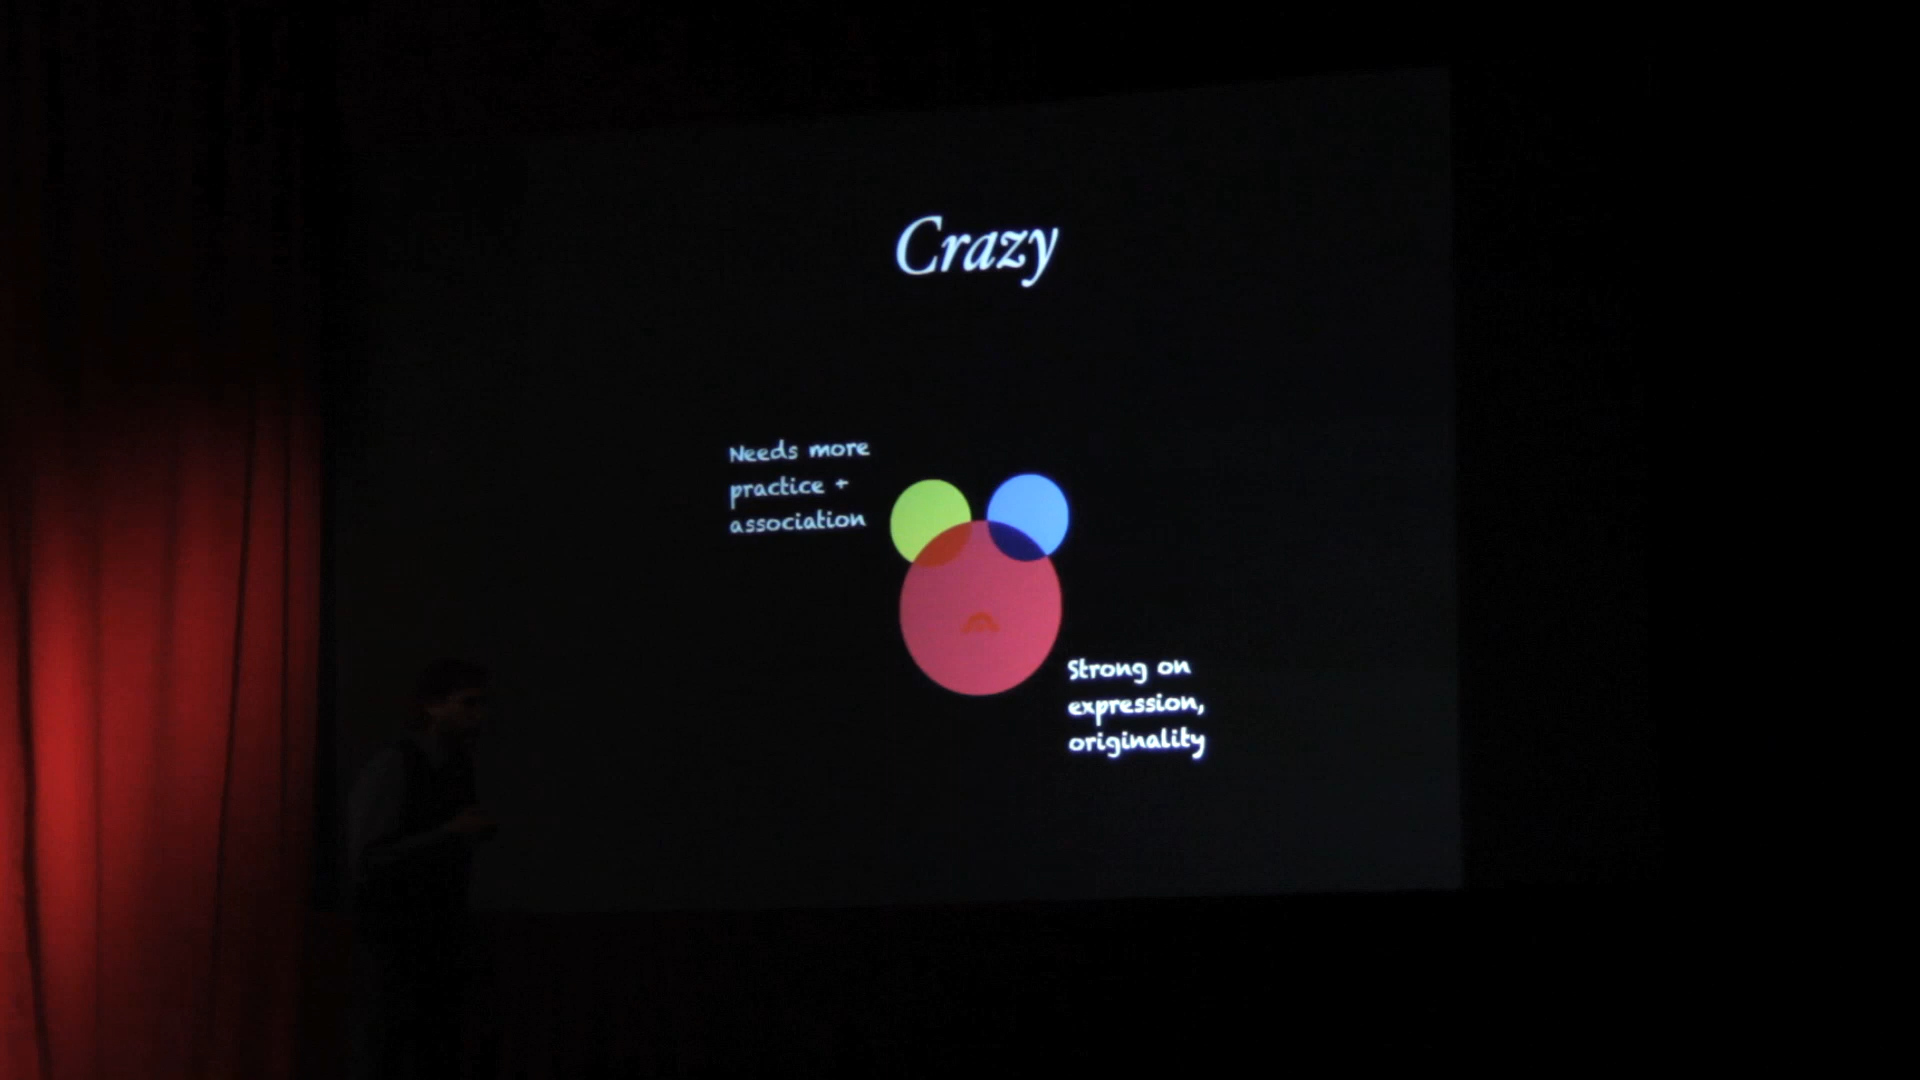 Crazy
Needs more
practice +
association
Strong on
expression,
originality